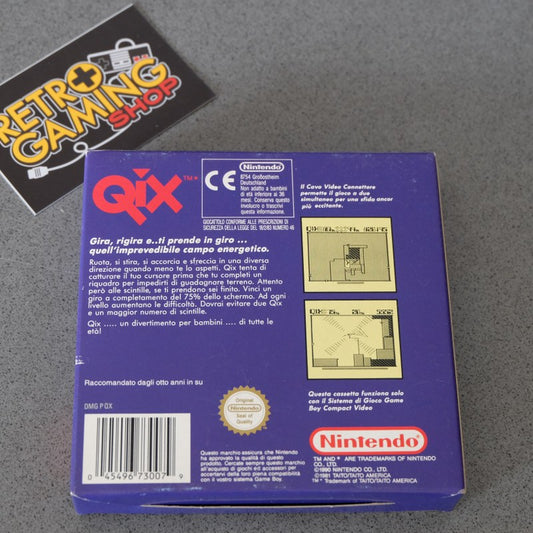 RETRO
GAMING
SHOP
QIX™*
CE
Nintendo
8754 Großostheim
Deutschland
Non adatto a bambini
di età inferiore ai 36
mesi. Conserva questo
involucro o trascrivi
questa informazione.
GIOCATTOLO CONFORME ALLE PRESCRIZIONI DI
SICUREZZA DELLA LEGGE DEL 18/2/83 NUMERO 46
Il Cavo Video Connettore
permetterà il gioco a due
simultaneo per una sfida ancor
più eccitante.
Gira, rigira e..ti prende in giro ...
quell'imprevedibile campo energetico.
Ruota, si stira, si accorcia e sfreccia in una diversa
direzione quando meno te lo aspetti. Qix tenta di
catturare il tuo cursore prima che tu completi un
riquadro per impedirti di guadagnare terreno. Attento
però alle scintille, se ti prendono sei finito. Vinci un
giro a completamento del 75% dello schermo. Ad ogni
livello aumentano le difficoltà. Dovrai evitare due Qix
e un maggior numero di scintille.
Qix ..... un divertimento per bambini .... di tutte le
età!
Raccomandato dagli otto anni in su
DMG P QX
0 45496 73007 9
Original
Nintendo
Seal of
Quality
Questo marchio assicura che Nintendo
ha approvato la qualità di questo
prodotto. Cercate sempre questo marchio
all'acquisto di giochi ed accessori per
accertarvi della loro piena compatibilità
con il vostro sistema Game Boy.
Questa cassetta funziona solo
con il Sistema di Gioco Game
Boy Compact Video
Nintendo
TM AND ® ARE TRADEMARKS OF NINTENDO
CO. LTD.
©1990 NINTENDO CO., LTD.
©1981 TAITO/TAITO AMERICA
™* Trademark of TAITO/TAITO AMERICA